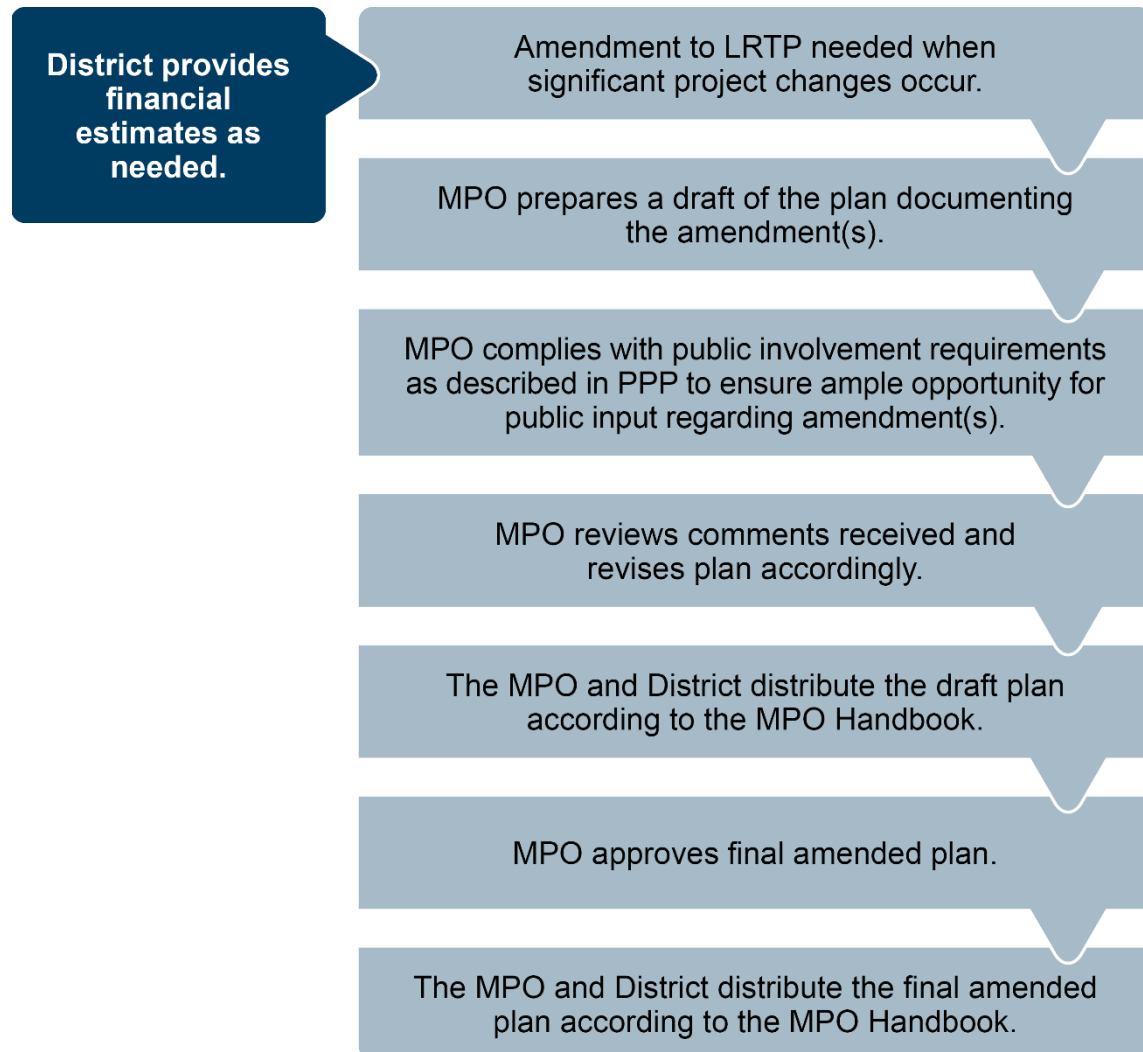 District provides
financial
estimates as
needed.
Amendment to LRTP needed when
significant project changes occur.
MPO prepares a draft of the plan documenting
the amendment(s).
MPO complies with public involvement requirements
as described in PPP to ensure ample opportunity for
public input regarding amendment(s).
MPO reviews comments received and
revises plan accordingly.
The MPO and District distribute the draft plan
according to the MPO Handbook.
MPO approves final amended plan.
The MPO and District distribute the final amended
plan according to the MPO Handbook.